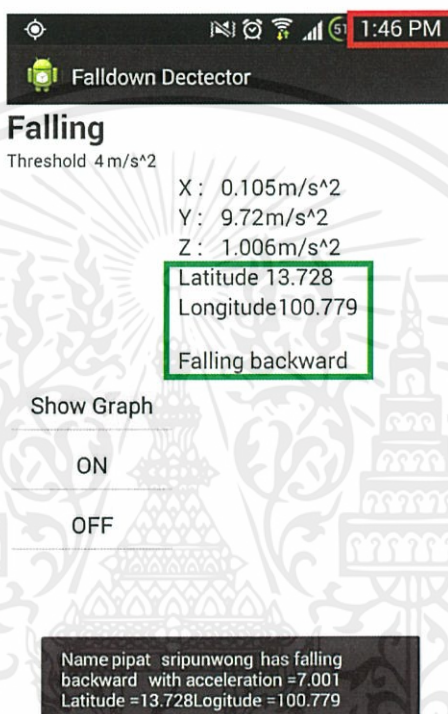 51 1:46 PM
Falldown Dectector
Falling
Threshold 4 m/s^2
X : 0.105m/s^2
Y : 9.72m/s^2
Z : 1.006m/s^2
Latitude 13.728
Longitude100.779
Falling backward
Show Graph
ON
OFF
Name pipat sripunwong has falling
backward with acceleration =7.001
Latitude =13.728Logitude =100.779